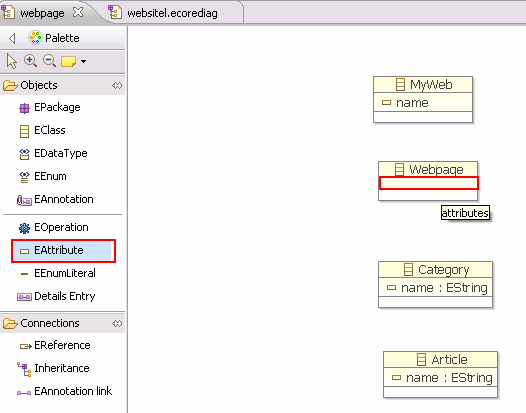 webpage
websitel.ecorediag
Palette
Objects
EPackage
EClass
EDataType
EEnum
EAnnotation
EOperation
EAttribute
EEnumLiteral
Details Entry
Connections
EReference
Inheritance
EAnnotation link
MyWeb
name
Webpage
attributes
Category
name : EString
Article
name : EString